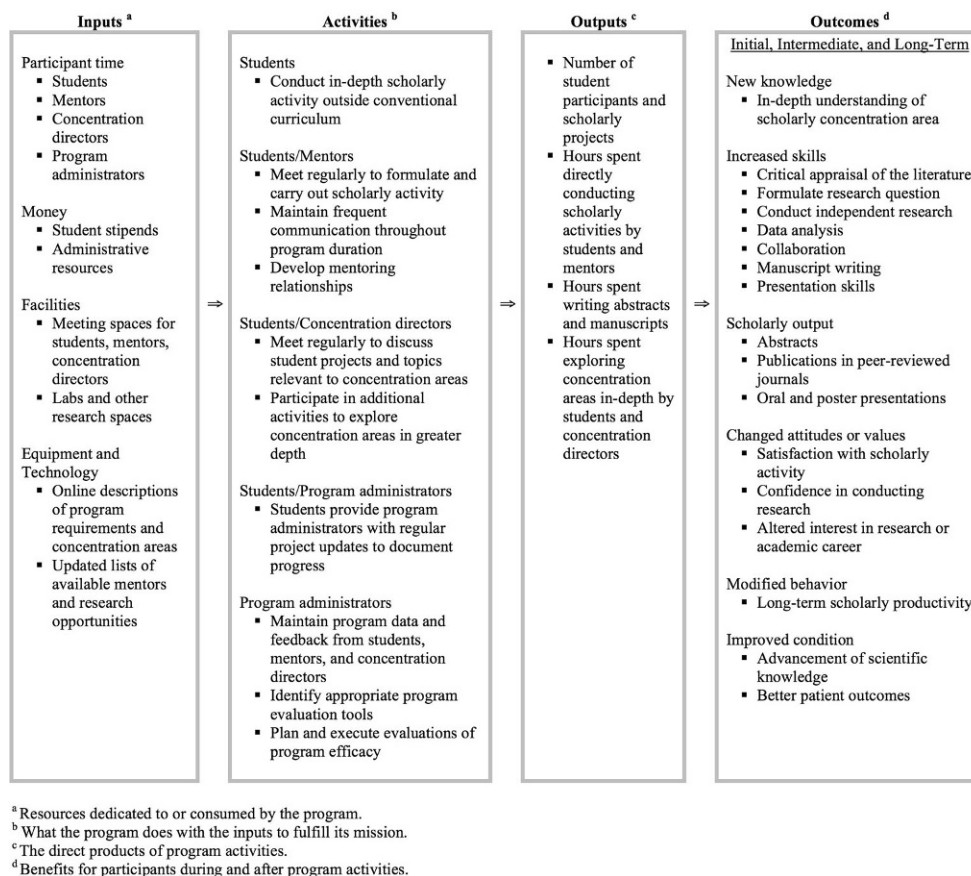 Inputs a
Participant time
▪ Students
▪ Mentors
▪ Concentration
directors
▪ Program
administrators
Money
▪ Student stipends
▪ Administrative
resources
Facilities
▪ Meeting spaces for
students, mentors,
concentration
directors
▪ Labs and other
research spaces
Equipment and
Technology
▪ Online descriptions
of program
requirements and
concentration areas
▪ Updated lists of
available mentors
and research
opportunities
⇒
Activities b
Students
▪ Conduct in-depth scholarly
activity outside conventional
curriculum
Students/Mentors
▪ Meet regularly to formulate and
carry out scholarly activity
▪ Maintain frequent
communication throughout
program duration
▪ Develop mentoring
relationships
Students/Concentration directors
▪ Meet regularly to discuss
student projects and topics
relevant to concentration areas
▪ Participate in additional
activities to explore
concentration areas in greater
depth
Students/Program administrators
▪ Students provide program
administrators with regular
project updates to document
progress
Program administrators
▪ Maintain program data and
feedback from students,
mentors, and concentration
directors
▪ Identify appropriate program
evaluation tools
▪ Plan and execute evaluations of
program efficacy
⇒
Outputs c
▪ Number of
student
participants and
scholarly
projects
▪ Hours spent
directly
conducting
scholarly
activities by
students and
mentors
▪ Hours spent
writing abstracts
and manuscripts
▪ Hours spent
exploring
concentration
areas in-depth by
students and
concentration
directors
⇒
Outcomes d
Initial, Intermediate, and Long-Term
New knowledge
▪ In-depth understanding of
scholarly concentration area
Increased skills
▪ Critical appraisal of the literature
▪ Formulate research question
▪ Conduct independent research
▪ Data analysis
▪ Collaboration
▪ Manuscript writing
▪ Presentation skills
Scholarly output
▪ Abstracts
▪ Publications in peer-reviewed
journals
▪ Oral and poster presentations
Changed attitudes or values
▪ Satisfaction with scholarly
activity
▪ Confidence in conducting
research
▪ Altered interest in research or
academic career
Modified behavior
▪ Long-term scholarly productivity
Improved condition
▪ Advancement of scientific
knowledge
▪ Better patient outcomes
a Resources dedicated to or consumed by the program.
b What the program does with the inputs to fulfill its mission.
c The direct products of program activities.
d Benefits for participants during and after program activities.